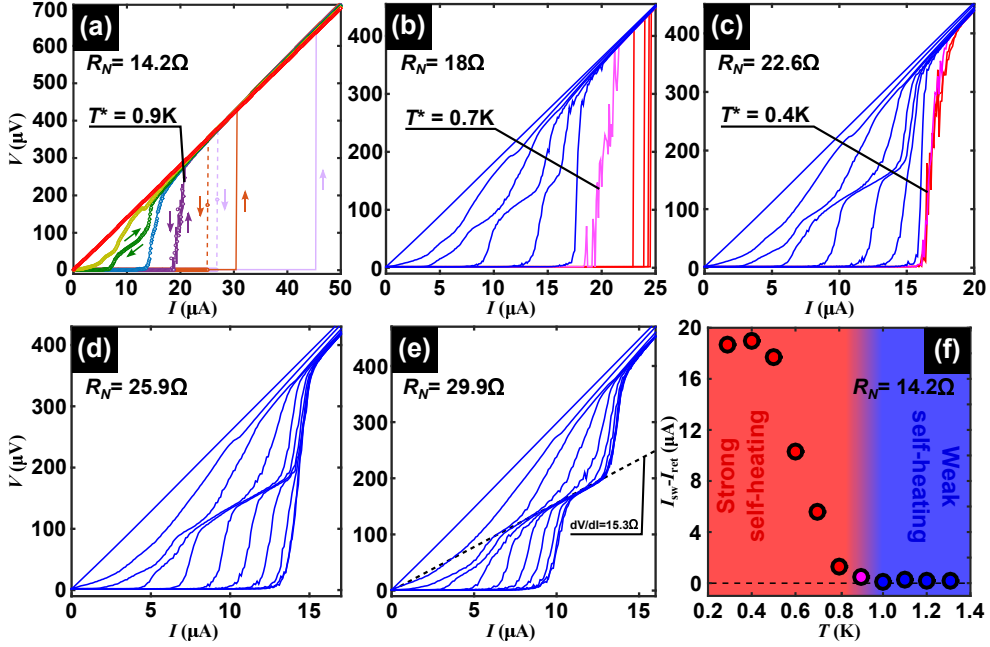 (a)
R_N= 14.2Ω
T* = 0.9K
V (μV)
700
600
500
400
300
200
100
0
0 10 20 30 40 50
I (μA)
(b)
R_N= 18Ω
T* = 0.7K
400
300
200
100
0
0 5 10 15 20 25
I (μA)
(c)
R_N= 22.6Ω
T* = 0.4K
400
300
200
100
0
0 5 10 15 20
I (μA)
(d)
R_N= 25.9Ω
V (μV)
400
300
200
100
0
0 5 10 15
I (μA)
(e)
R_N= 29.9Ω
dV/dI=15.3Ω
400
300
200
100
0
0 5 10 15
I (μA)
(f)
R_N= 14.2Ω
Strong
self-heating
Weak
self-heating
I_sw-I_ret (μA)
20
16
12
8
4
0
0.2 0.4 0.6 0.8 1.0 1.2 1.4
T (K)